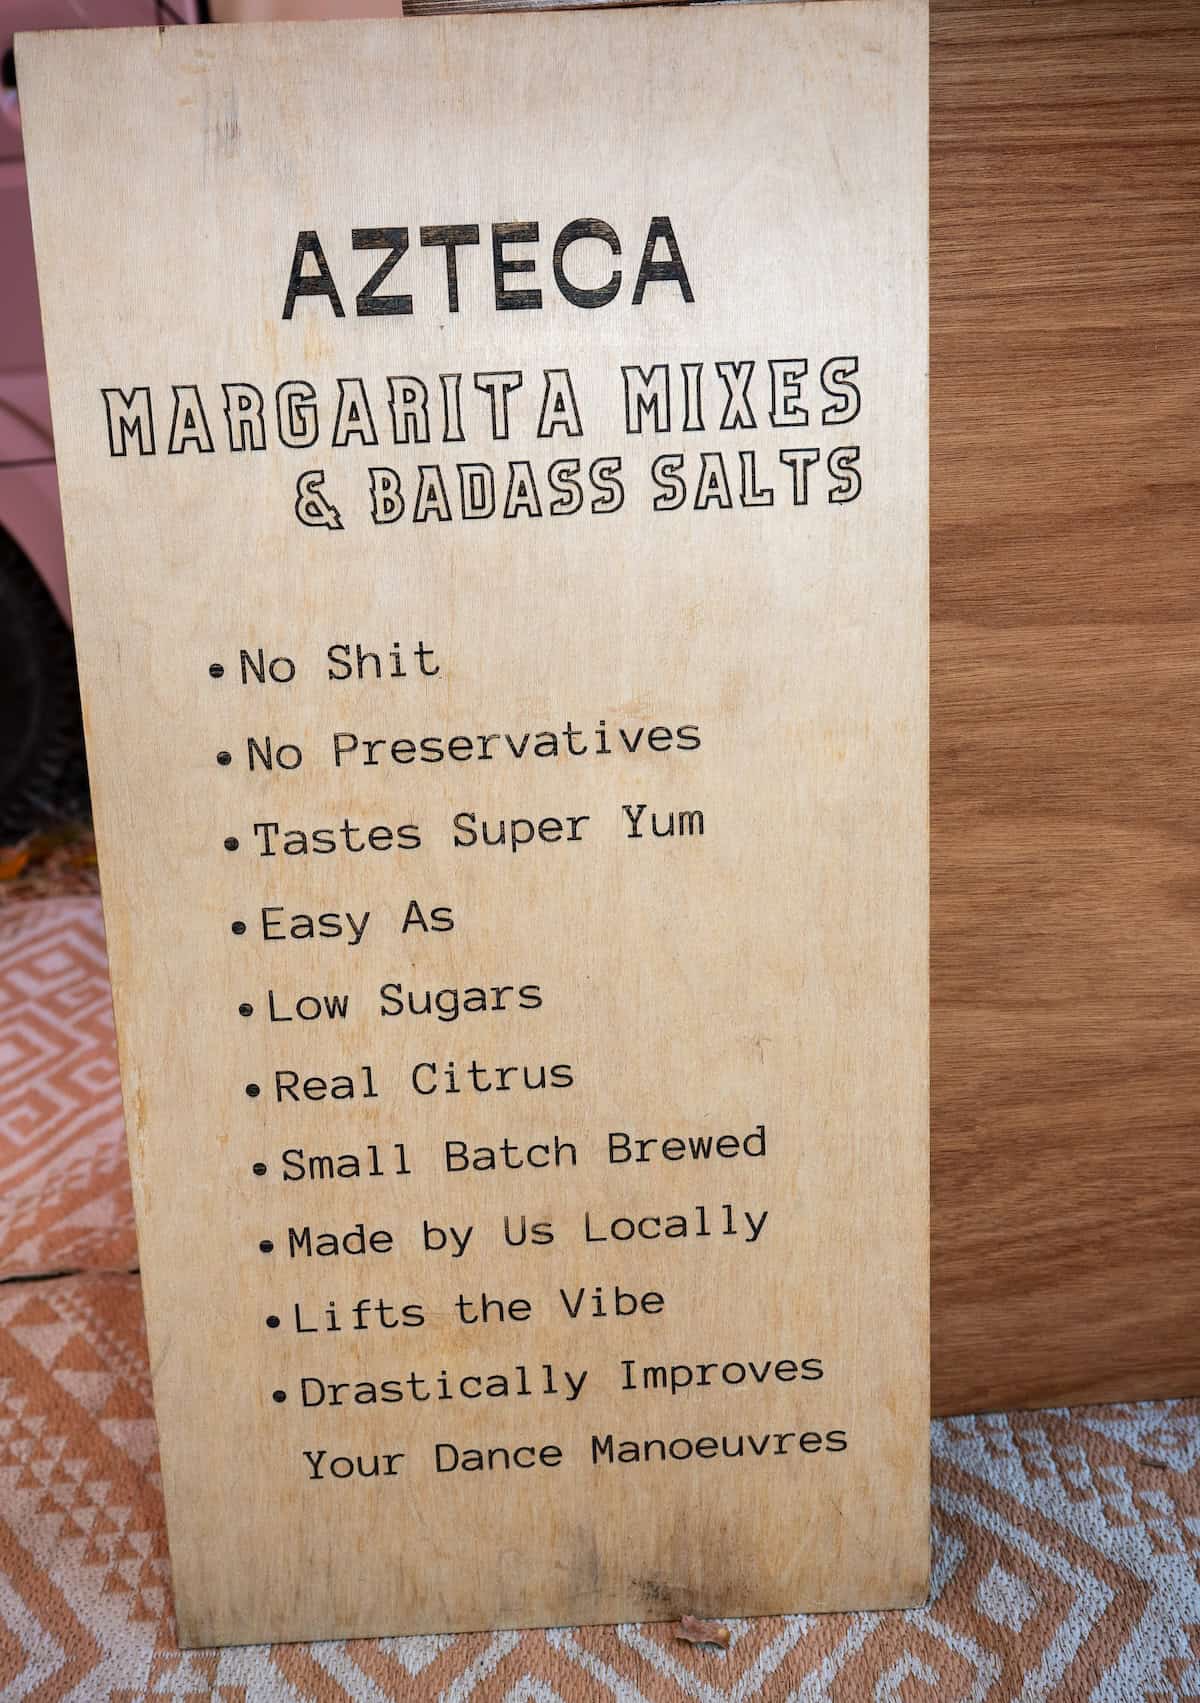 AZTECA
MARGARITA MIXES
& BADASS SALTS
• No Shit
• No Preservatives
• Tastes Super Yum
• Easy As
• Low Sugars
• Real Citrus
• Small Batch Brewed
• Made by Us Locally
• Lifts the Vibe
• Drastically Improves
Your Dance Manoeuvres